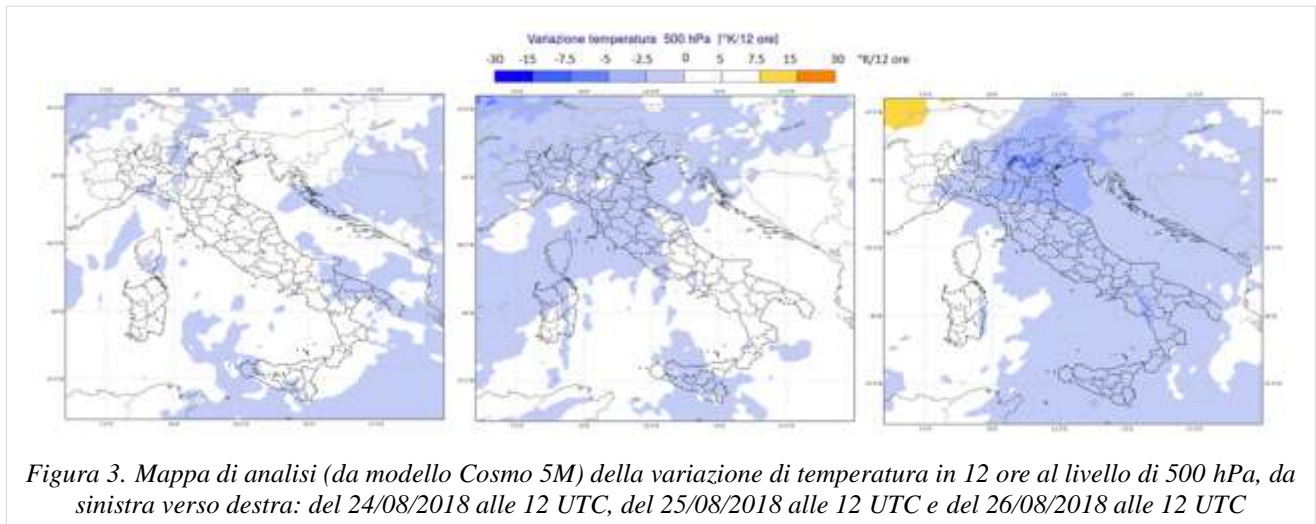 Variazione temperatura 500 hPa [°K/12 ore]
-30 -15 -7.5 -5 -2.5 0 5 7.5 15 30 °K/12 ore
Figura 3. Mappa di analisi (da modello Cosmo 5M) della variazione di temperatura in 12 ore al livello di 500 hPa, da
sinistra verso destra: del 24/08/2018 alle 12 UTC, del 25/08/2018 alle 12 UTC e del 26/08/2018 alle 12 UTC